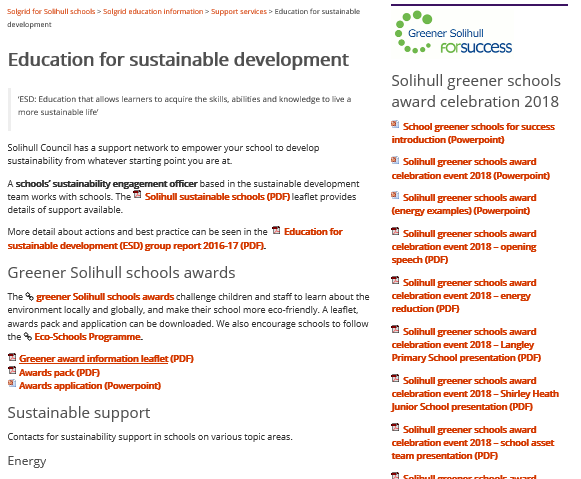 Solgrid for Solihull schools > Solgrid education information > Support services > Education for sustainable
development
Education for sustainable development
'ESD: Education that allows learners to acquire the skills, abilities and knowledge to live a
more sustainable life'
Solihull Council has a support network to empower your school to develop
sustainability from whatever starting point you are at.
A schools' sustainability engagement officer based in the sustainable development
team works with schools. The Solihull sustainable schools (PDF) leaflet provides
details of support available.
More detail about actions and best practice can be seen in the Education for
sustainable development (ESD) group report 2016-17 (PDF).
Greener Solihull schools awards
The greener Solihull schools awards challenge children and staff to learn about the
environment locally and globally, and make their school more eco-friendly. A leaflet,
awards pack and application can be downloaded. We also encourage schools to follow
the Eco-Schools Programme.
Greener award information leaflet (PDF)
Awards pack (PDF)
Awards application (Powerpoint)
Sustainable support
Contacts for sustainability support in schools on various topic areas.
Energy
Greener Solihull
forsuccess
Solihull greener schools
award celebration 2018
School greener schools for success
introduction (Powerpoint)
Solihull greener schools award
celebration event 2018 (Powerpoint)
Solihull greener schools award
(energy examples) (Powerpoint)
Solihull greener schools award
celebration event 2018 – opening
speech (PDF)
Solihull greener schools award
celebration event 2018 – energy
reduction (PDF)
Solihull greener schools award
celebration event 2018 – Langley
Primary School presentation (PDF)
Solihull greener schools award
celebration event 2018 – Shirley Heath
Junior School presentation (PDF)
Solihull greener schools award
celebration event 2018 – school asset
team presentation (PDF)
Solihull greener schools award